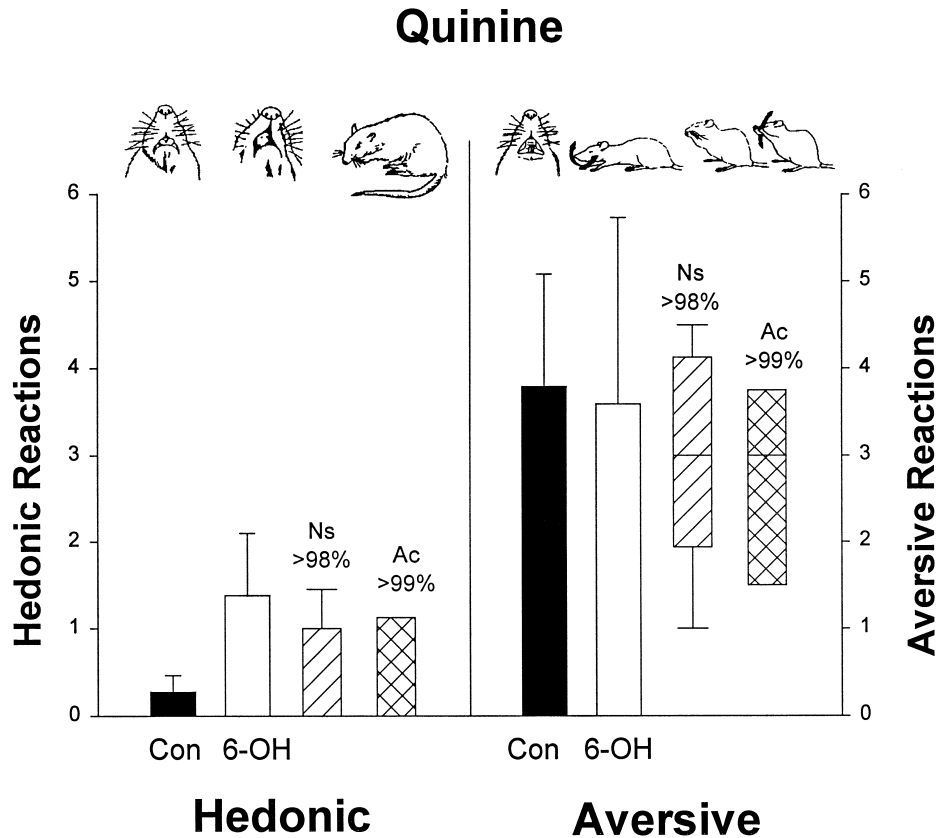 Quinine
6
5
4
3
2
1
0
Hedonic Reactions
Ns
>98%
Ac
>99%
Con
6-OH
Hedonic
Ns
>98%
Ac
>99%
Con
6-OH
Aversive
6
5
4
3
2
1
0
Aversive Reactions